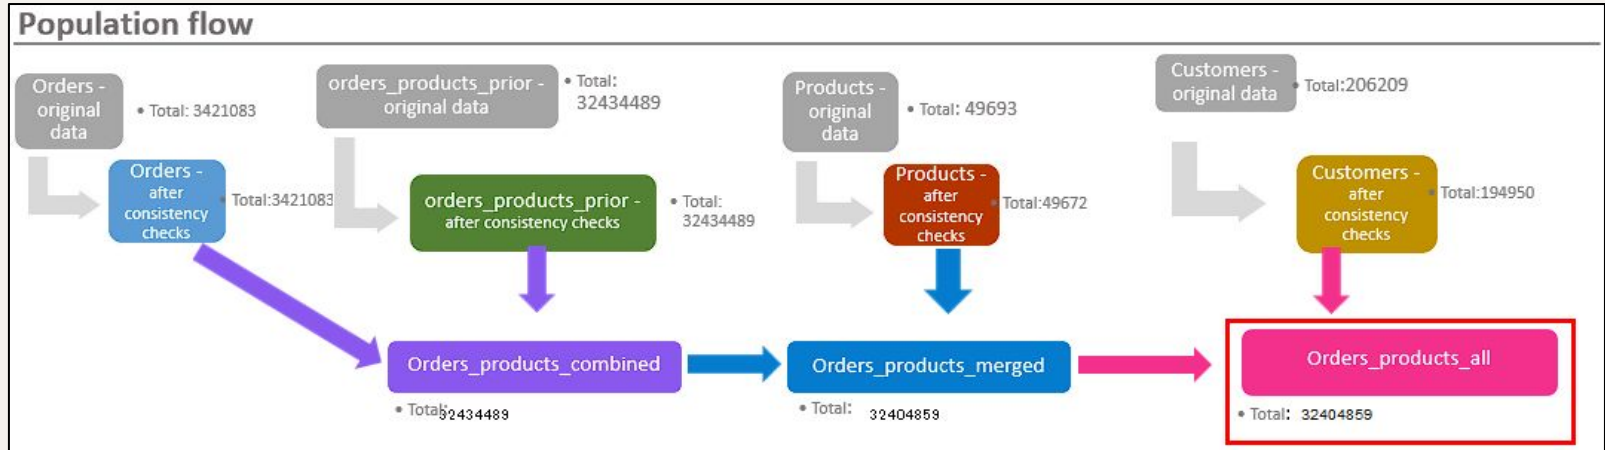 Population flow
Orders -
original
data
• Total: 3421083
orders_products_prior -
original data
• Total:
32434489
Products -
original
data
• Total: 49693
Customers -
original data
• Total:206209
Orders -
after
consistency
checks
• Total:3421083
orders_products_prior -
after consistency checks
• Total:
32434489
Products -
after
consistency
checks
• Total:49672
Customers -
after
consistency
checks
• Total:194950
Orders_products_combined
• Total:32434489
Orders_products_merged
• Total: 32404859
Orders_products_all
• Total: 32404859